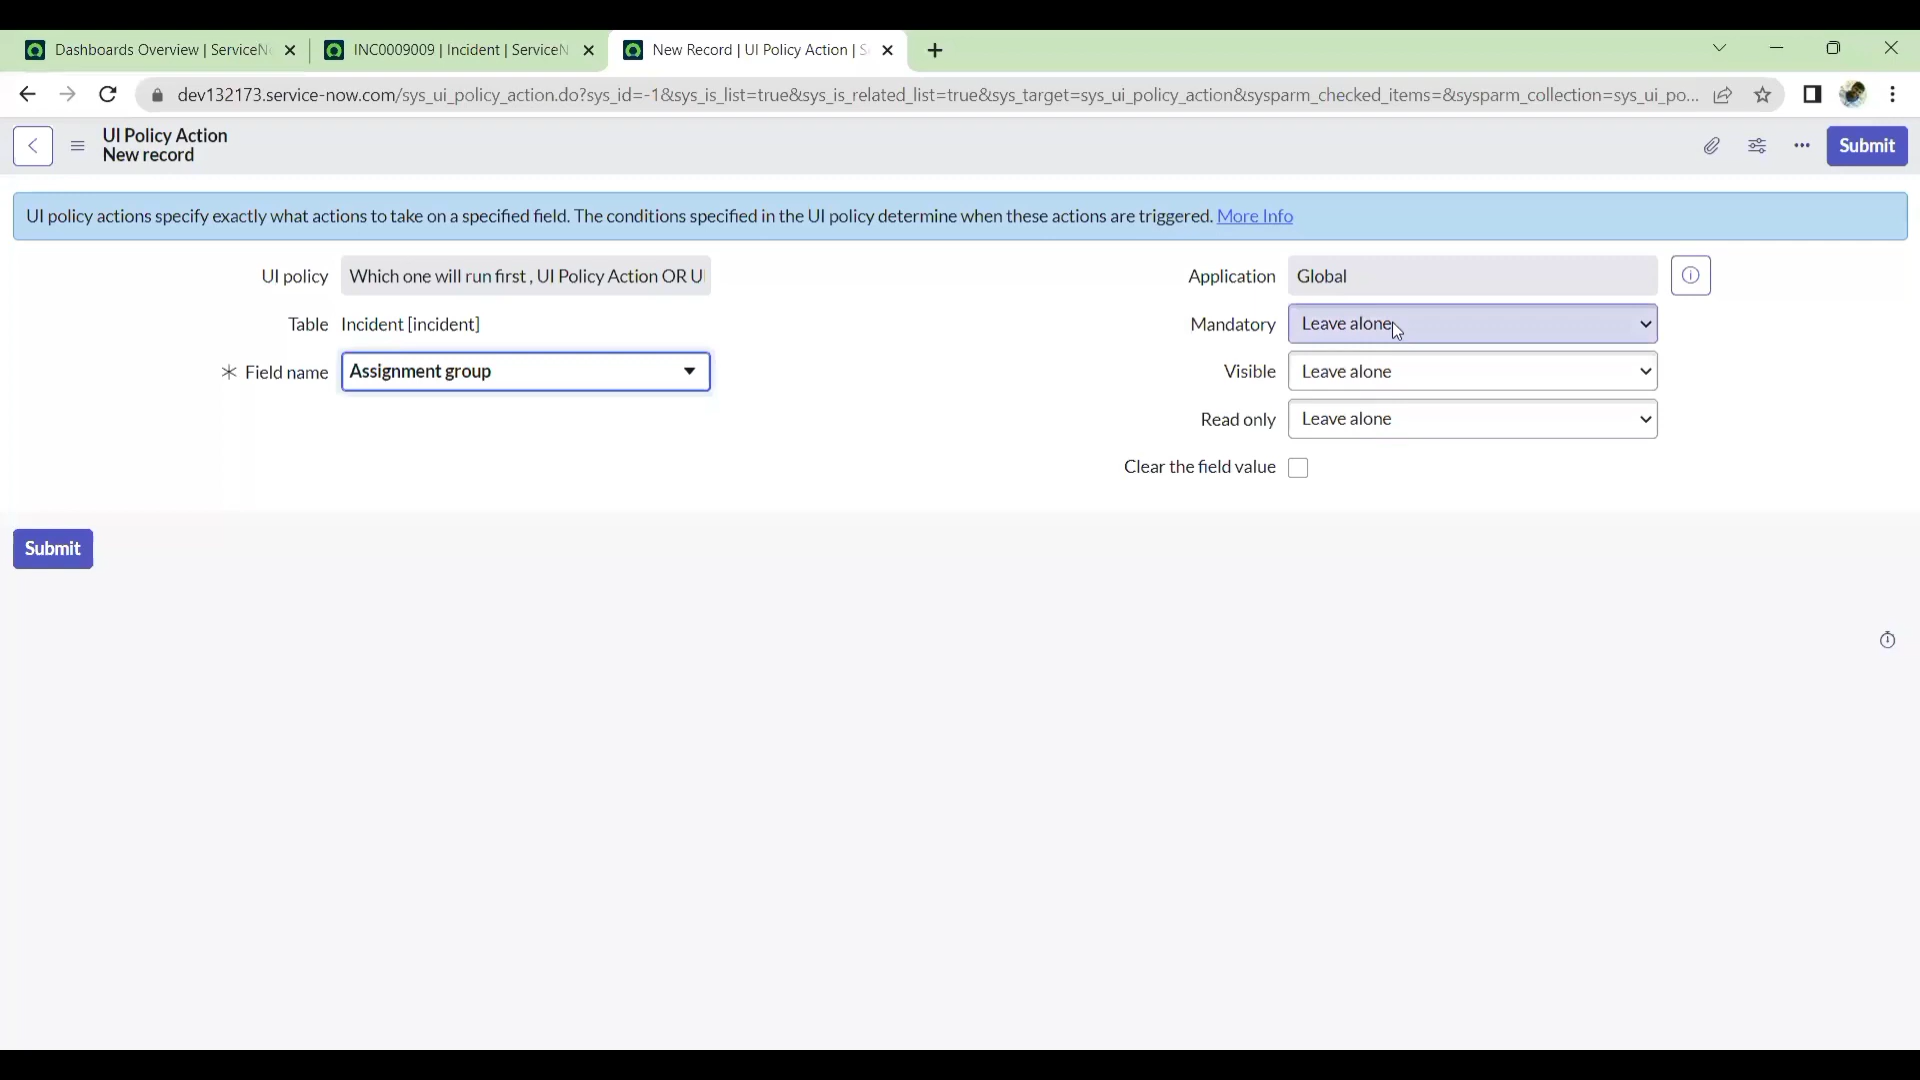 Dashboards Overview | ServiceN
INC0009009 | Incident | ServiceN
New Record | UI Policy Action | S
dev132173.service-now.com/sys_ui_policy_action.do?sys_id=-1&sys_is_list=true&sys_is_related_list=true&sys_target=sys_ui_policy_action&sysparm_checked_items=&sysparm_collection=sys_ui_po...
UI Policy Action
New record
Submit
UI policy actions specify exactly what actions to take on a specified field. The conditions specified in the UI policy determine when these actions are triggered. More Info
UI policy Which one will run first , UI Policy Action OR U
Application Global
Table Incident [incident]
Mandatory Leave alone
Field name Assignment group
Visible Leave alone
Read only Leave alone
Clear the field value
Submit